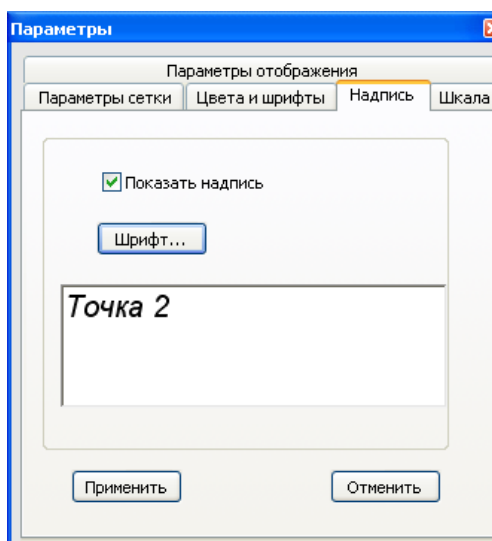 Параметры
Параметры отображения
Параметры сетки Цвета и шрифты Надпись Шкала
Показать надпись
Шрифт...
Точка 2
Применить Отменить